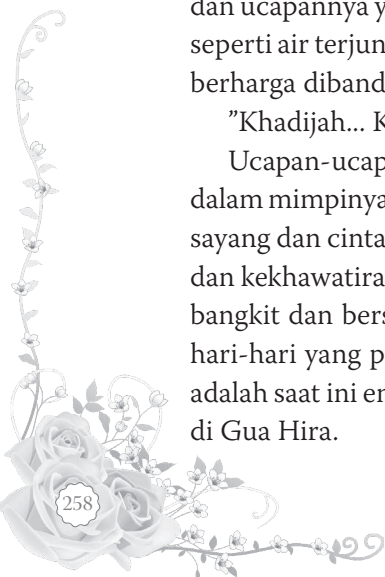 dan ucapannya y
seperti air terjun
berharga diband
”Khadijah... K
Ucapan-ucap
dalam mimpinya
sayang dan cinta
dan kekhawatira
bangkit dan bers
hari-hari yang p
adalah saat ini en
di Gua Hira.
258